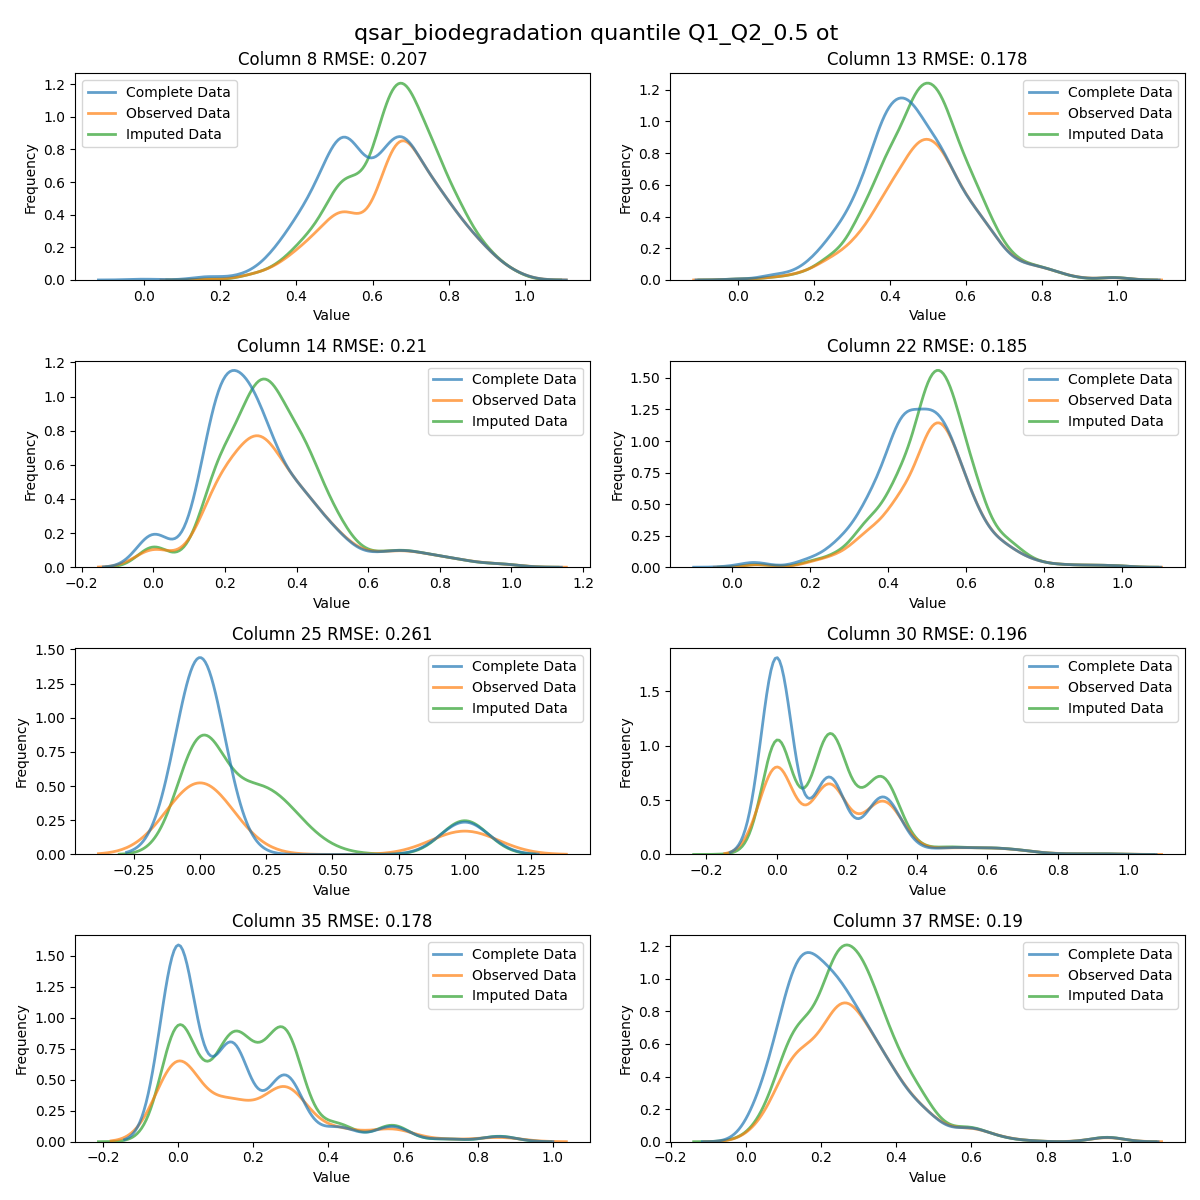 qsar_biodegradation quantile Q1_Q2_0.5 ot
Column 8 RMSE: 0.207
Frequency
1.2
1.0
0.8
0.6
0.4
0.2
0.0
Complete Data
Observed Data
Imputed Data
0.0 0.2 0.4 0.6 0.8 1.0
Value
Column 13 RMSE: 0.178
Frequency
1.2
1.0
0.8
0.6
0.4
0.2
0.0
Complete Data
Observed Data
Imputed Data
0.0 0.2 0.4 0.6 0.8 1.0
Value
Column 14 RMSE: 0.21
Frequency
1.2
1.0
0.8
0.6
0.4
0.2
0.0
Complete Data
Observed Data
Imputed Data
−0.2 0.0 0.2 0.4 0.6 0.8 1.0 1.2
Value
Column 22 RMSE: 0.185
Frequency
1.50
1.25
1.00
0.75
0.50
0.25
0.00
Complete Data
Observed Data
Imputed Data
0.0 0.2 0.4 0.6 0.8 1.0
Value
Column 25 RMSE: 0.261
Frequency
1.50
1.25
1.00
0.75
0.50
0.25
0.00
Complete Data
Observed Data
Imputed Data
−0.25 0.00 0.25 0.50 0.75 1.00 1.25
Value
Column 30 RMSE: 0.196
Frequency
1.5
1.0
0.5
0.0
Complete Data
Observed Data
Imputed Data
−0.2 0.0 0.2 0.4 0.6 0.8 1.0
Value
Column 35 RMSE: 0.178
Frequency
1.50
1.25
1.00
0.75
0.50
0.25
0.00
Complete Data
Observed Data
Imputed Data
−0.2 0.0 0.2 0.4 0.6 0.8 1.0
Value
Column 37 RMSE: 0.19
Frequency
1.2
1.0
0.8
0.6
0.4
0.2
0.0
Complete Data
Observed Data
Imputed Data
−0.2 0.0 0.2 0.4 0.6 0.8 1.0
Value